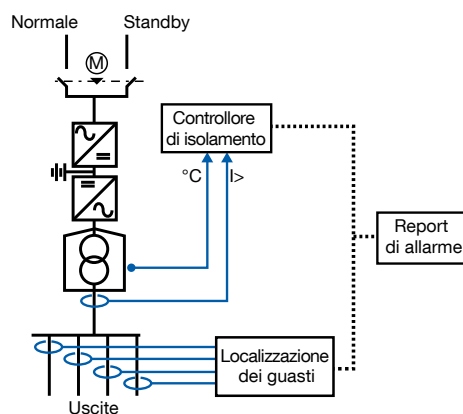 Normale
Standby
M
Controllore
di isolamento
°C
I>
Report
di allarme
Localizzazione
dei guasti
Uscite